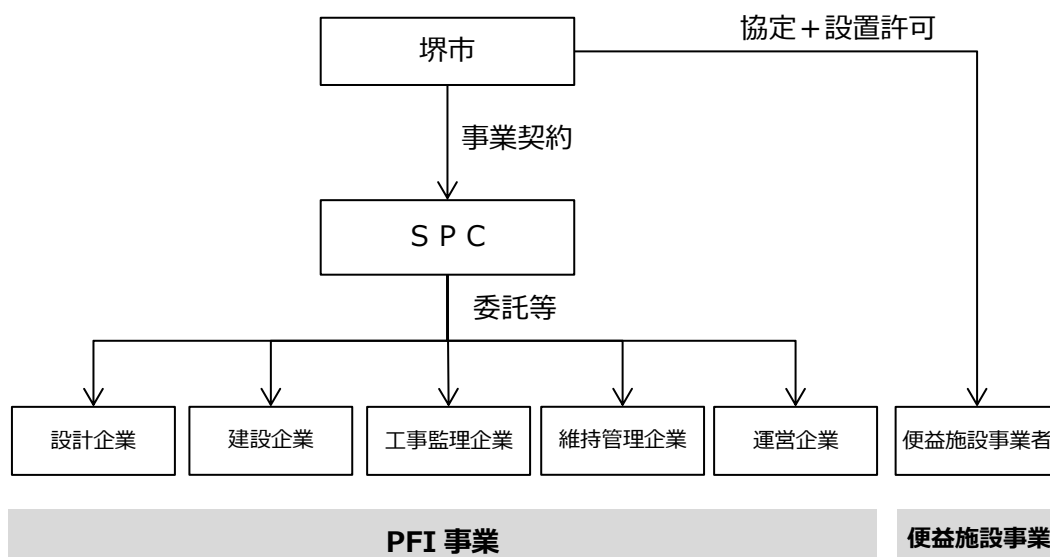 堺市
協定＋設置許可
事業契約
ＳＰＣ
委託等
設計企業
建設企業
工事監理企業
維持管理企業
運営企業
便益施設事業者
PFI 事業
便益施設事業